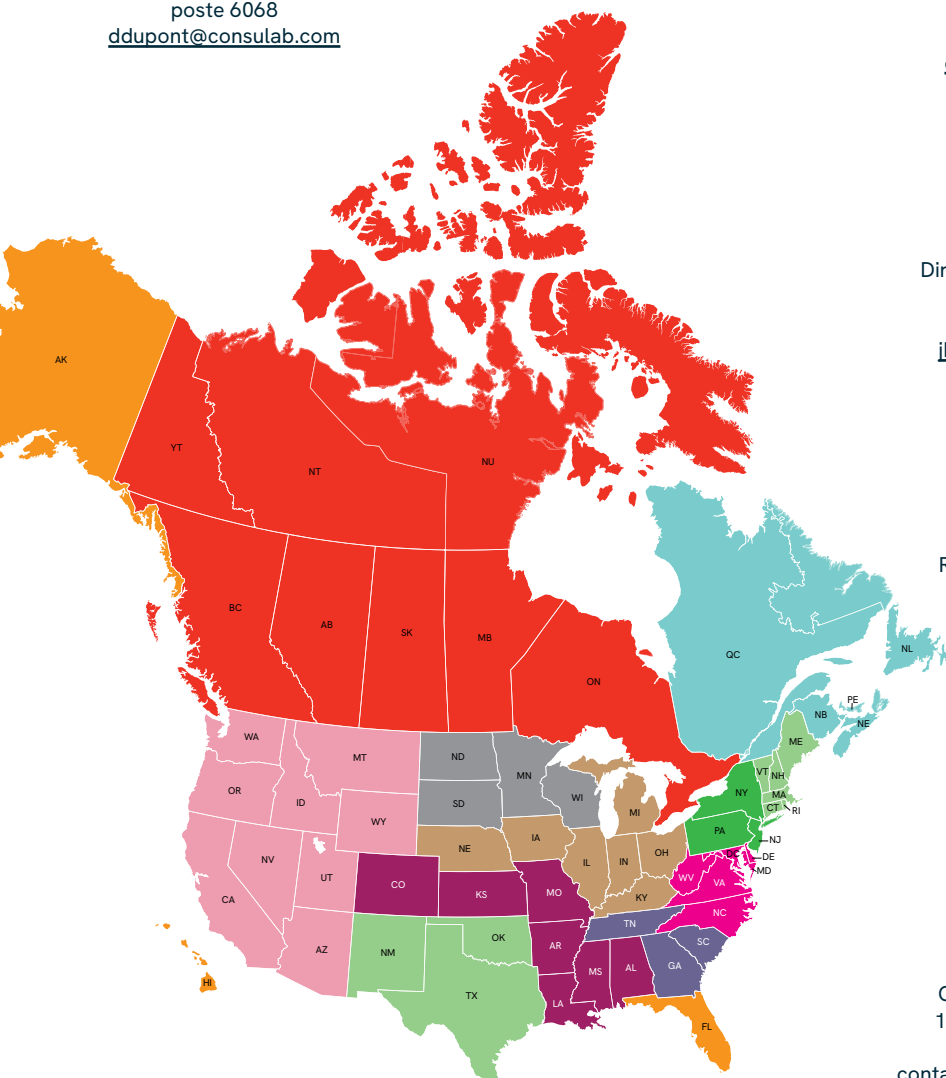 poste 6068
ddupont@consulab.com
Dir
AK
YT
NT
NU
BC
AB
SK
MB
ON
QC
NL
PE
NB
NE
ME
WA
MT
ND
MN
VT
NH
OR
ID
SD
WI
MI
NY
MA
CT
RI
WY
NE
IA
PA
NJ
NV
UT
CO
KS
MO
IL
IN
OH
DC
DE
MD
CA
KY
WV
VA
AZ
NM
OK
AR
TN
NC
SC
HI
TX
LA
MS
AL
GA
FL
1
conta